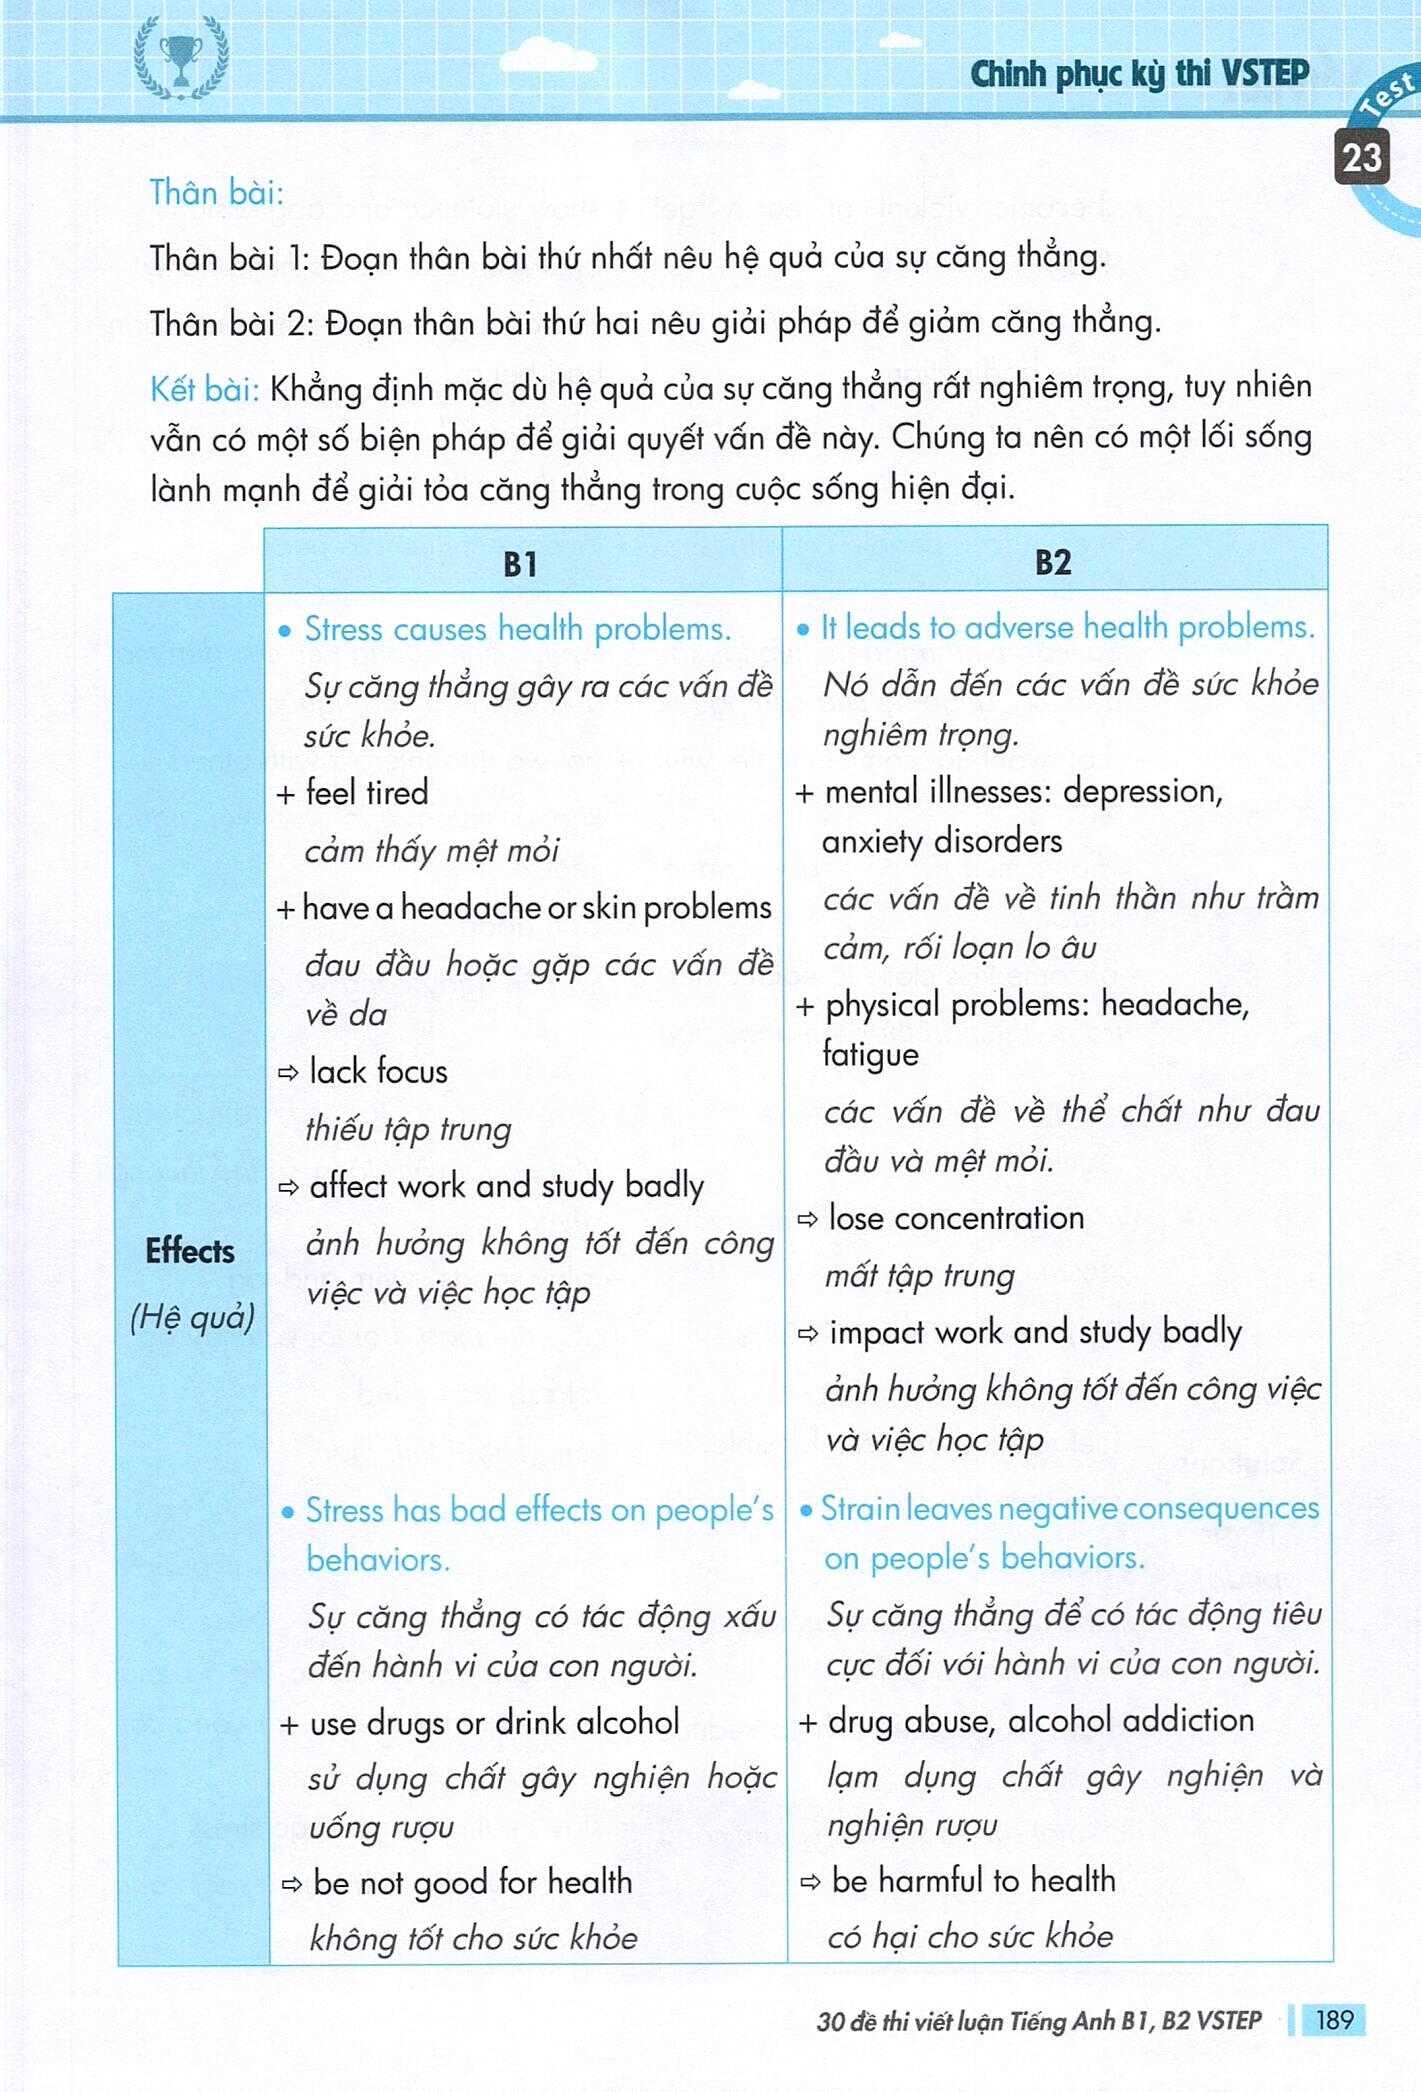 Chinh phục kỳ thi VSTEP
Test
23
Thân bài:
Thân bài 1: Đoạn thân bài thứ nhất nêu hệ quả của sự căng thẳng.
Thân bài 2: Đoạn thân bài thứ hai nêu giải pháp để giảm căng thẳng.
Kết bài: Khẳng định mặc dù hệ quả của sự căng thẳng rất nghiêm trọng, tuy nhiên
vẫn có một số biện pháp để giải quyết vấn đề này. Chúng ta nên có một lối sống
lành mạnh để giải tỏa căng thẳng trong cuộc sống hiện đại.
B1
B2
Effects
(Hệ quả)
• Stress causes health problems.
Sự căng thẳng gây ra các vấn đề
sức khỏe.
+ feel tired
cảm thấy mệt mỏi
+ have a headache or skin problems
đau đầu hoặc gặp các vấn đề
về da
⇨ lack focus
thiếu tập trung
⇨ affect work and study badly
ảnh hưởng không tốt đến công
việc và việc học tập
• It leads to adverse health problems.
Nó dẫn đến các vấn đề sức khỏe
nghiêm trọng.
+ mental illnesses: depression,
anxiety disorders
các vấn đề về tinh thần như trầm
cảm, rối loạn lo âu
+ physical problems: headache,
fatigue
các vấn đề về thể chất như đau
đầu và mệt mỏi.
⇨ lose concentration
mất tập trung
⇨ impact work and study badly
ảnh hưởng không tốt đến công việc
và việc học tập
• Stress has bad effects on people's
behaviors.
Sự căng thẳng có tác động xấu
đến hành vi của con người.
+ use drugs or drink alcohol
sử dụng chất gây nghiện hoặc
uống rượu
⇨ be not good for health
không tốt cho sức khỏe
• Strain leaves negative consequences
on people's behaviors.
Sự căng thẳng để có tác động tiêu
cực đối với hành vi của con người.
+ drug abuse, alcohol addiction
lạm dụng chất gây nghiện và
nghiện rượu
⇨ be harmful to health
có hại cho sức khỏe
30 đề thi viết luận Tiếng Anh B1, B2 VSTEP
189